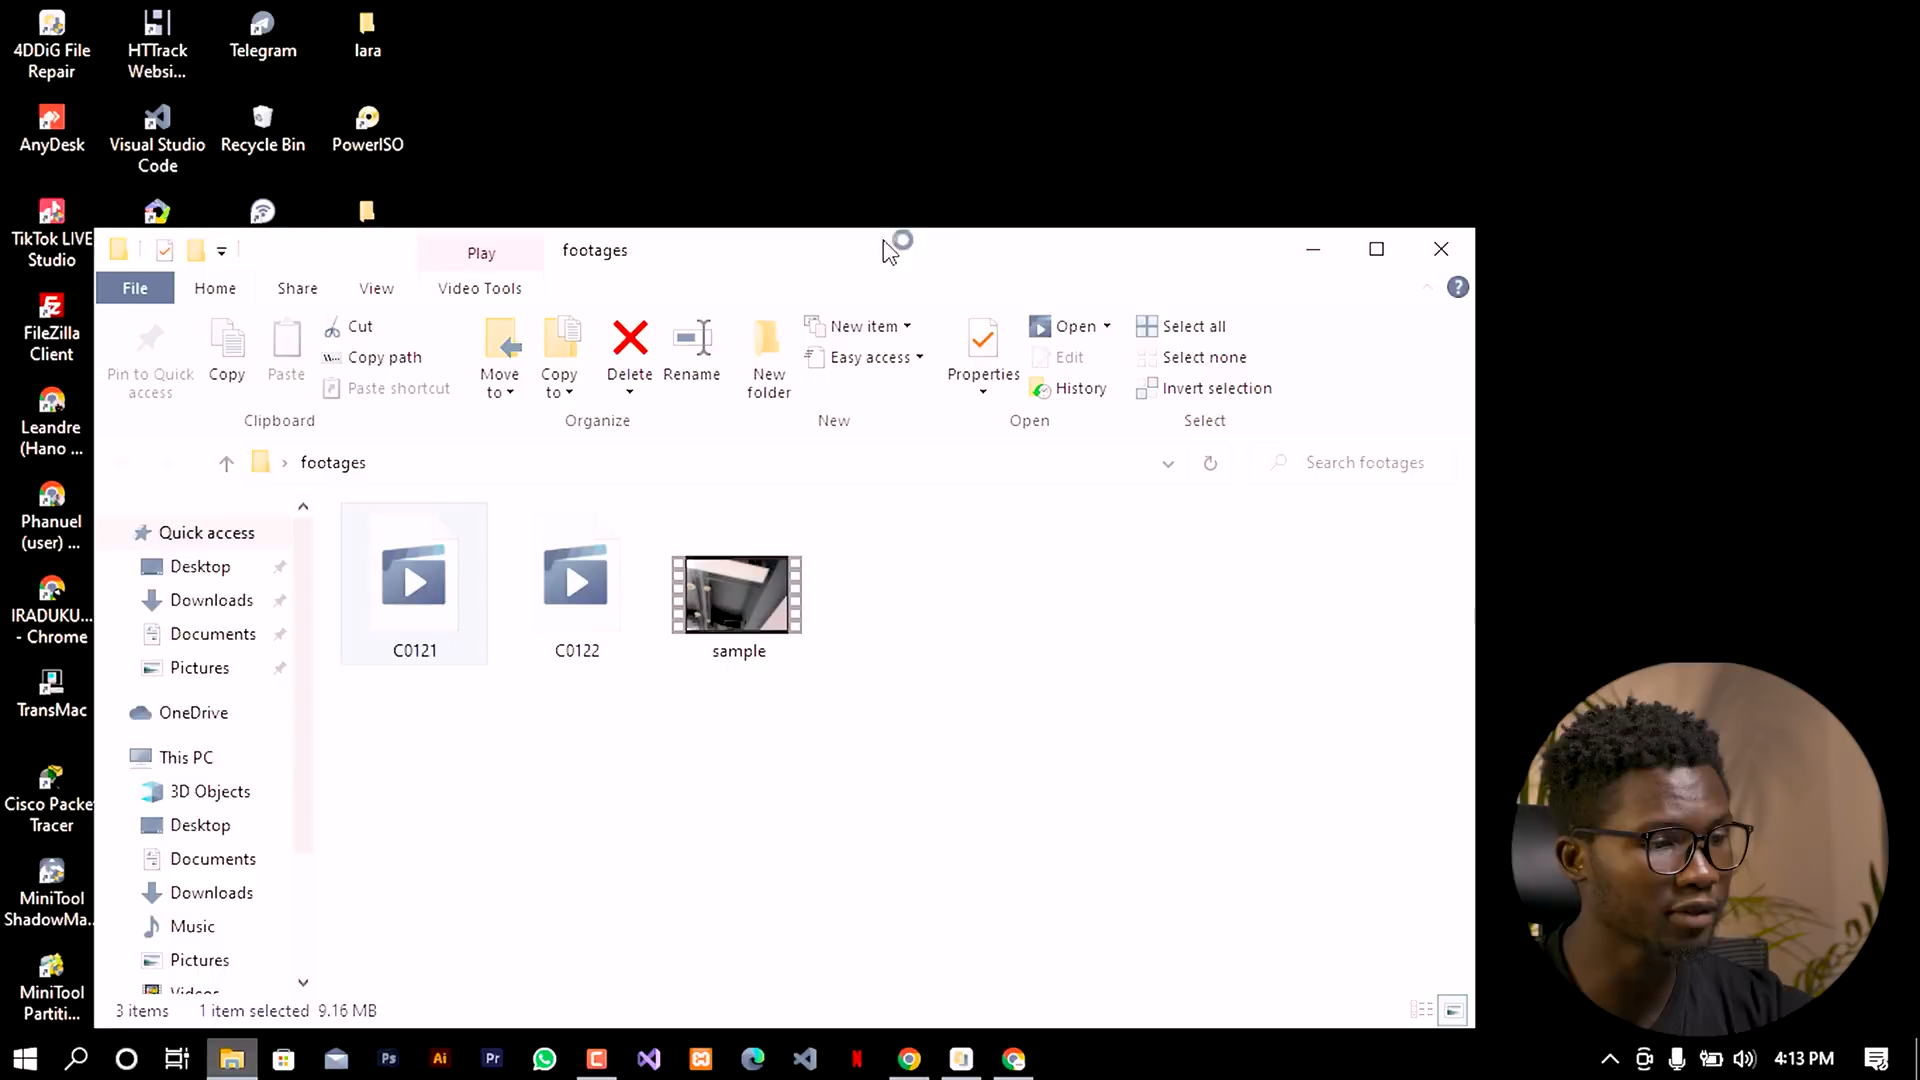 4DDiG File
Repair
HTTrack
Websi...
Telegram
lara
AnyDesk
Visual Studio
Code
Recycle Bin
PowerISO
TikTok LIVE
Studio
FileZilla
Client
Leandre
(Hano ...
Phanuel
(user) ...
IRADUKU...
- Chrome
TransMac
Cisco Packet
Tracer
MiniTool
ShadowMa...
MiniTool
Partiti...
Play
footages
File
Home
Share
View
Video Tools
?
Pin to Quick
access
Copy
Paste
Cut
Copy path
Paste shortcut
Clipboard
Move
to
Copy
to
Delete
Rename
Organize
New
folder
New item
Easy access
New
Properties
Open
Edit
History
Open
Select all
Select none
Invert selection
Select
footages
Search footages
Quick access
Desktop
Downloads
Documents
Pictures
OneDrive
This PC
3D Objects
Desktop
Documents
Downloads
Music
Pictures
Videos
C0121
C0122
sample
3 items
1 item selected 9.16 MB
Ps
Ai
Pr
4:13 PM